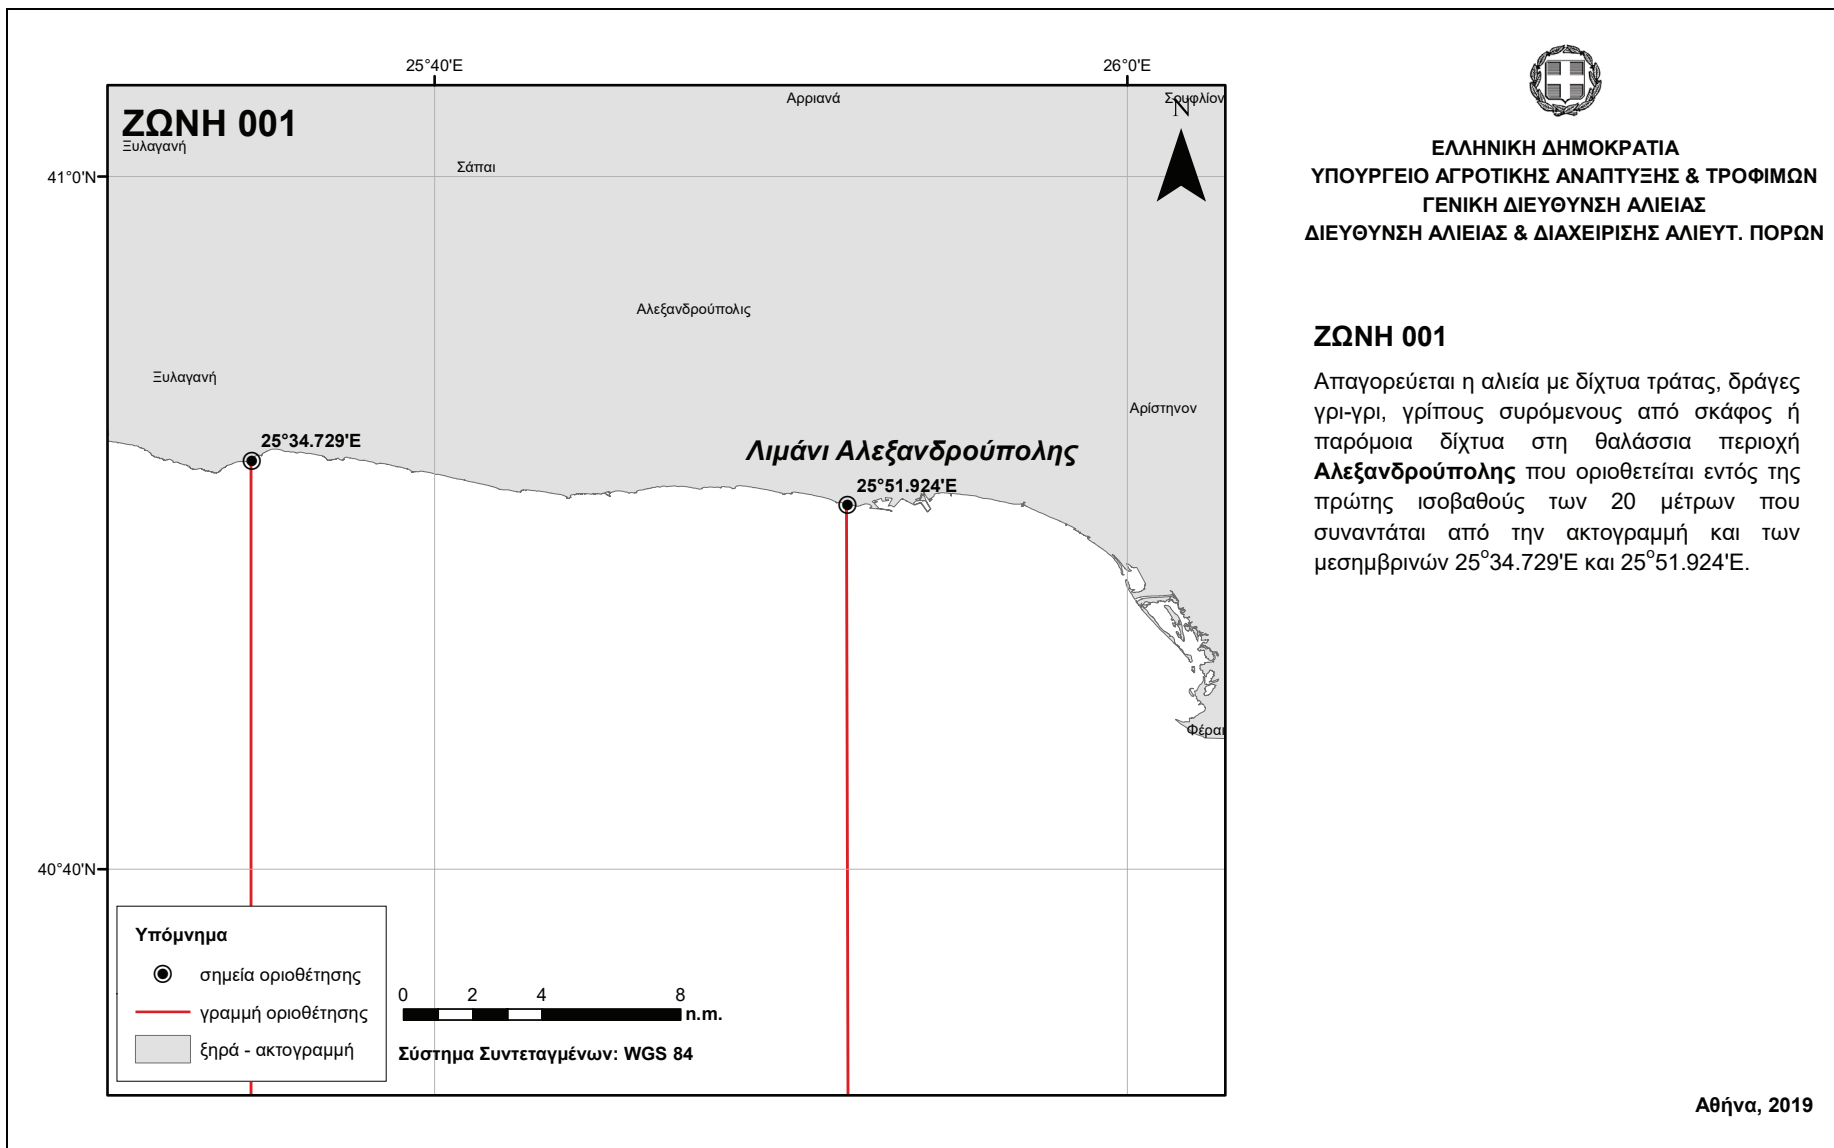 25°40'E
26°0'E
ΖΩΝΗ 001
Ξυλαγανή
Αρριανά
Σουφλίον
N
41°0'N
Σάπαι
Αλεξανδρούπολις
Ξυλαγανή
Αρίστηνον
25°34.729'E
Λιμάνι Αλεξανδρούπολης
25°51.924'E
Φέραι
40°40'N
Υπόμνημα
σημεία οριοθέτησης
γραμμή οριοθέτησης
ξηρά - ακτογραμμή
0 2 4 8
n.m.
Σύστημα Συντεταγμένων: WGS 84
ΕΛΛΗΝΙΚΗ ΔΗΜΟΚΡΑΤΙΑ
ΥΠΟΥΡΓΕΙΟ ΑΓΡΟΤΙΚΗΣ ΑΝΑΠΤΥΞΗΣ & ΤΡΟΦΙΜΩΝ
ΓΕΝΙΚΗ ΔΙΕΥΘΥΝΣΗ ΑΛΙΕΙΑΣ
ΔΙΕΥΘΥΝΣΗ ΑΛΙΕΙΑΣ & ΔΙΑΧΕΙΡΙΣΗΣ ΑΛΙΕΥΤ. ΠΟΡΩΝ
ΖΩΝΗ 001
Απαγορεύεται η αλιεία με δίχτυα τράτας, δράγες
γρι-γρι, γρίπους συρόμενους από σκάφος ή
παρόμοια δίχτυα στη θαλάσσια περιοχή
Αλεξανδρούπολης που οριοθετείται εντός της
πρώτης ισοβαθούς των 20 μέτρων που
συναντάται από την ακτογραμμή και των
μεσημβρινών 25°34.729'E και 25°51.924'E.
Αθήνα, 2019